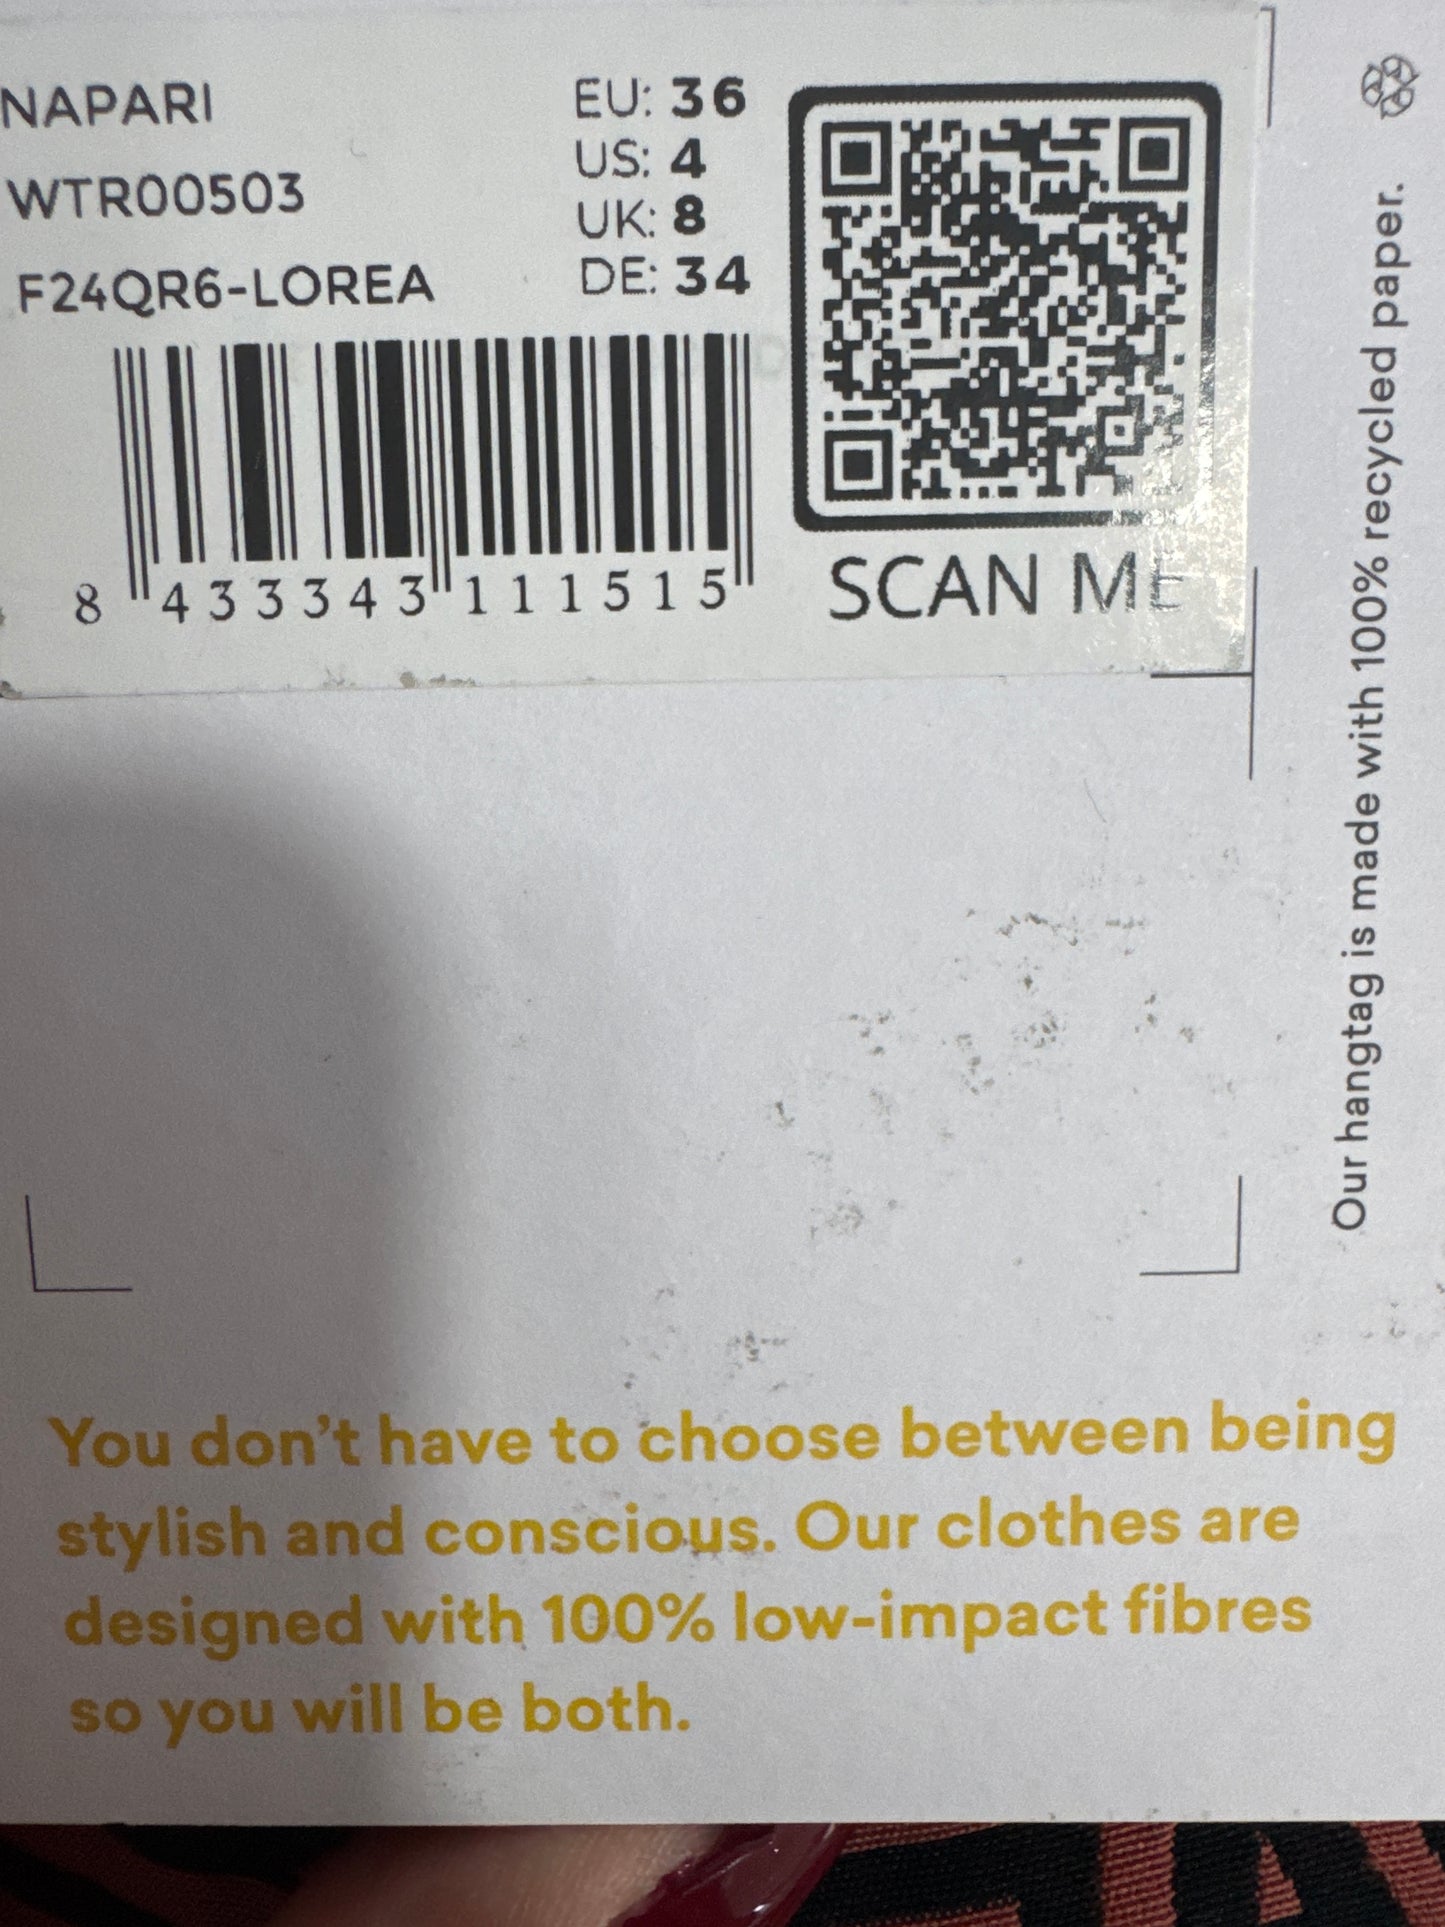 NAPARI
WTR00503
F24QR6-LOREA
EU: 36
US: 4
UK: 8
DE: 34
8 433343 111515
SCAN ME
Our hangtag is made with 100% recycled paper.
You don't have to choose between being
stylish and conscious. Our clothes are
designed with 100% low-impact fibres
so you will be both.